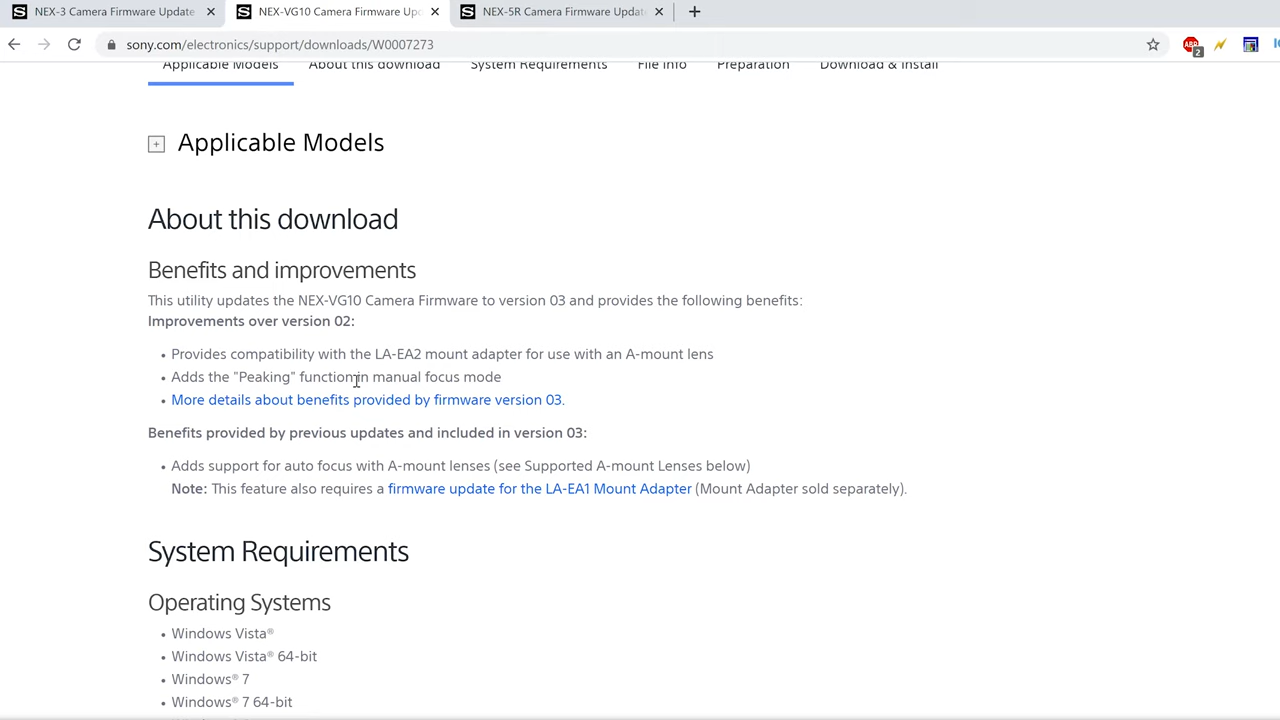 NEX-3 Camera Firmware Update
NEX-VG10 Camera Firmware Up
NEX-5R Camera Firmware Updat
sony.com/electronics/support/downloads/W0007273
ABP
2
Applicable Models
About this download
System Requirements
File Info
Preparation
Download & Install
Applicable Models
About this download
Benefits and improvements
This utility updates the NEX-VG10 Camera Firmware to version 03 and provides the following benefits:
Improvements over version 02:
• Provides compatibility with the LA-EA2 mount adapter for use with an A-mount lens
• Adds the "Peaking" function in manual focus mode
• More details about benefits provided by firmware version 03.
Benefits provided by previous updates and included in version 03:
• Adds support for auto focus with A-mount lenses (see Supported A-mount Lenses below)
Note: This feature also requires a firmware update for the LA-EA1 Mount Adapter (Mount Adapter sold separately).
System Requirements
Operating Systems
• Windows Vista®
• Windows Vista® 64-bit
• Windows® 7
• Windows® 7 64-bit